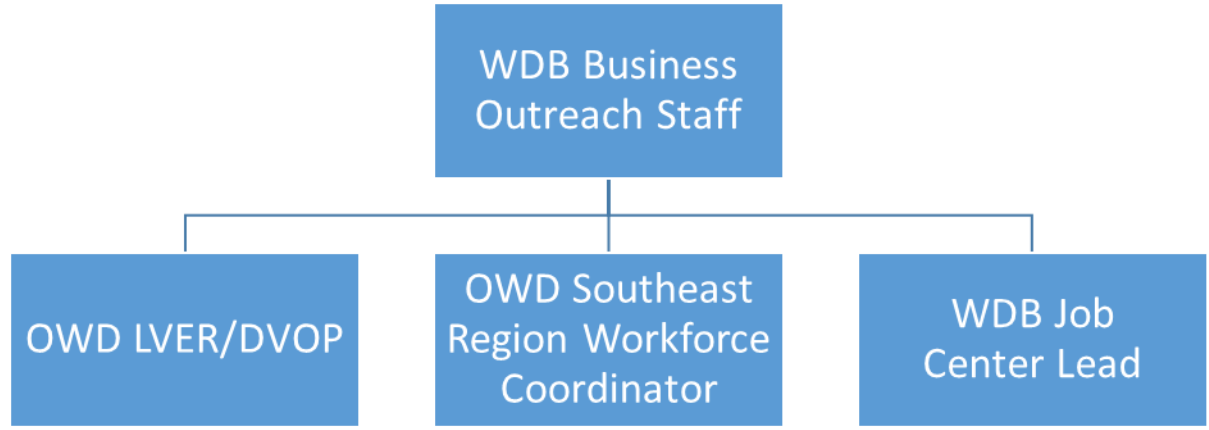 WDB Business
Outreach Staff
OWD LVER/DVOP
OWD Southeast
Region Workforce
Coordinator
WDB Job
Center Lead